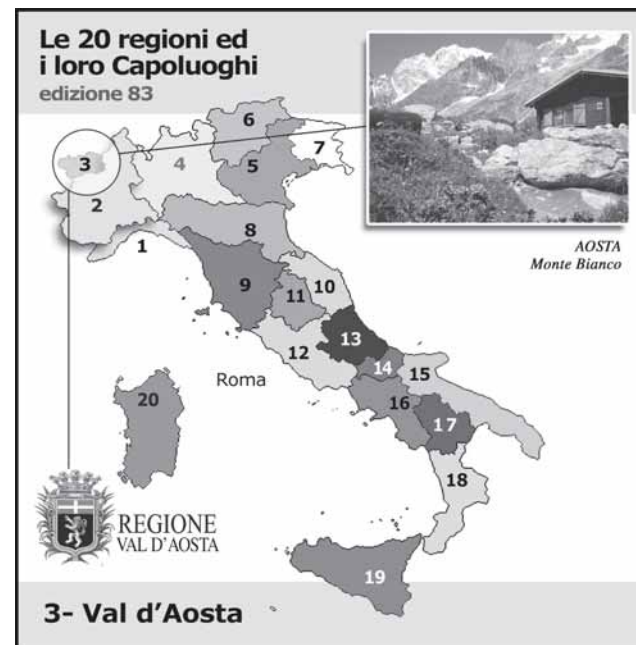 Le 20 regioni ed
i loro Capoluoghi
edizione 83
AOSTA
Monte Bianco
6
7
3
4
5
2
1
8
9
10
11
13
12
14
15
Roma
20
16
17
18
REGIONE
VAL D'AOSTA
19
3- Val d'Aosta